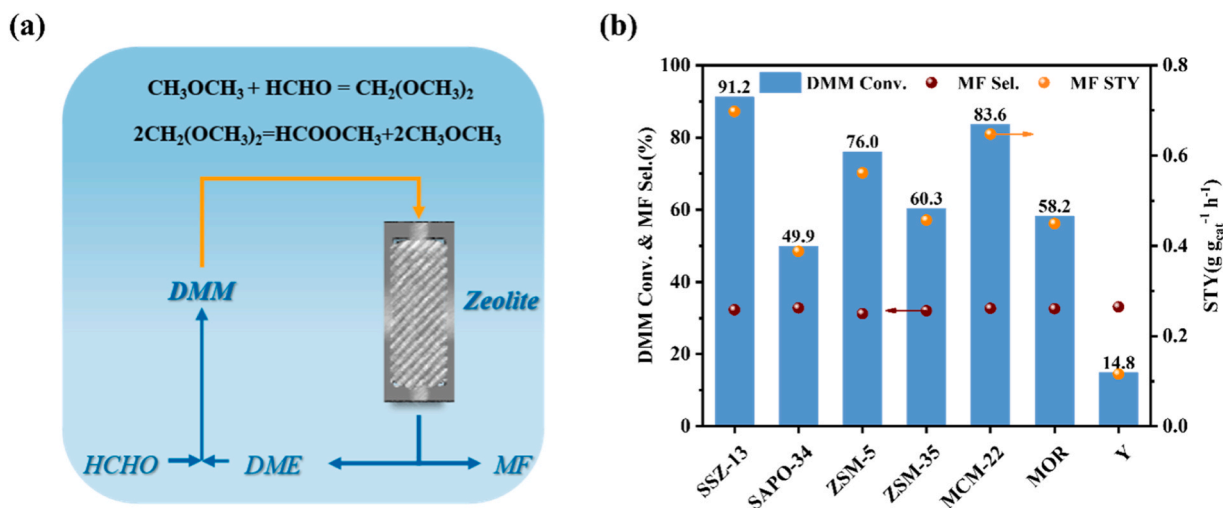 (a)
CH₃OCH₃ + HCHO = CH₂(OCH₃)₂
2CH₂(OCH₃)₂=HCOOCH₃+2CH₃OCH₃
DMM
Zeolite
HCHO
DME
MF
(b)
DMM Conv. MF Sel. MF STY
DMM Conv. & MF Sel.(%)
100
80
60
40
20
0
91.2
49.9
76.0
60.3
83.6
58.2
14.8
0.8
0.6
0.4
0.2
0.0
STY(g g_cat⁻¹ h⁻¹)
SSZ-13
SAPO-34
ZSM-5
ZSM-35
MCM-22
MOR
Y